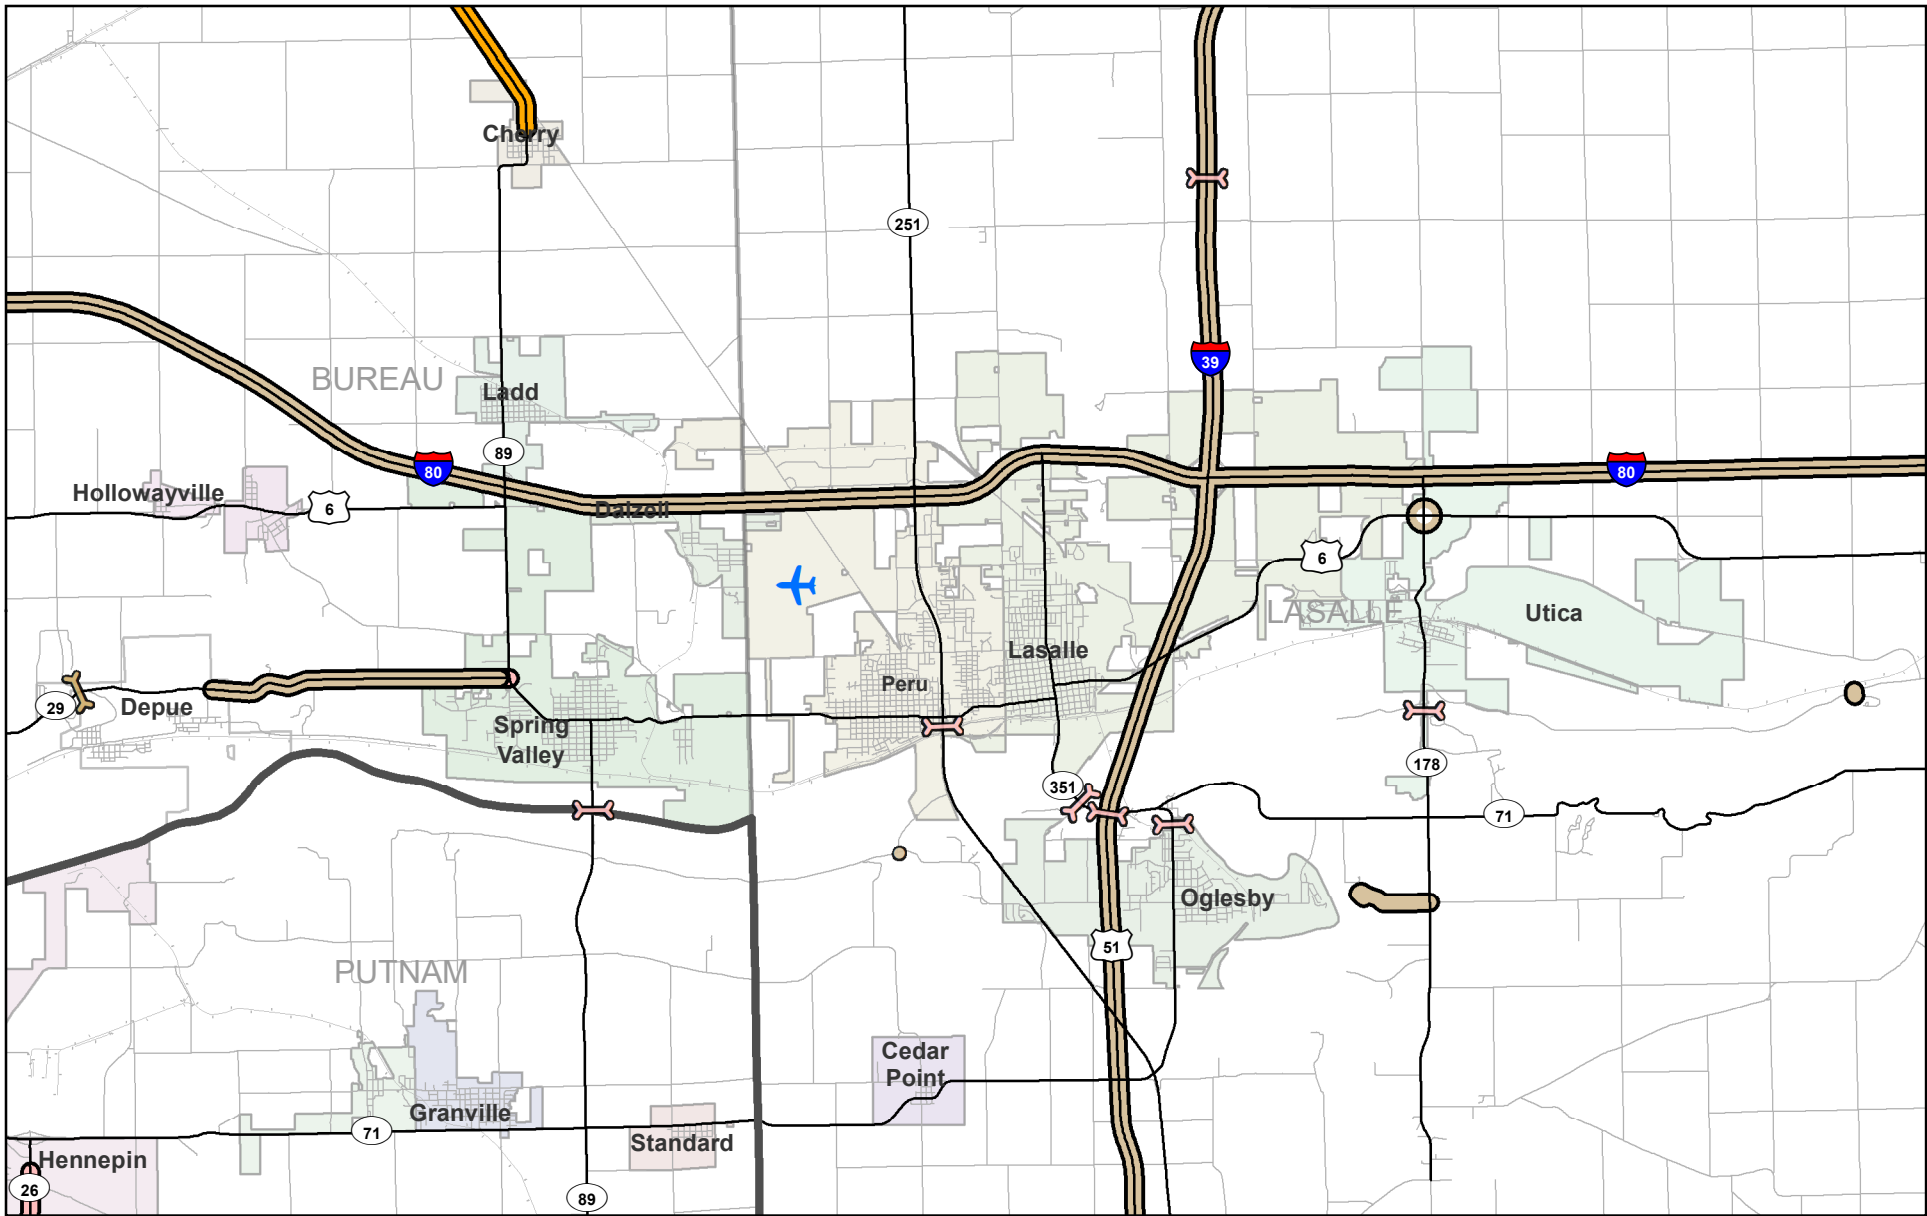 Cherry
251
39
BUREAU
Ladd
89
80
80
Hollowayville
6
Dalzell
6
LASALLE
Utica
Lasalle
Peru
29
Depue
Spring
Valley
178
351
71
Oglesby
51
PUTNAM
Cedar
Point
Granville
71
Standard
Hennepin
26
89